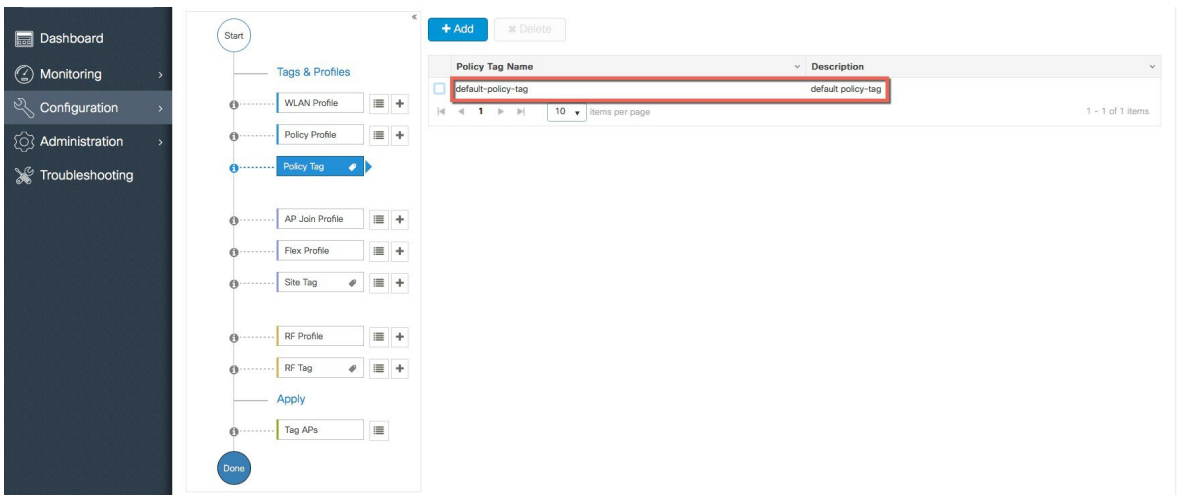 Dashboard
Monitoring
Configuration
Administration
Troubleshooting
Start
Tags & Profiles
WLAN Profile
Policy Profile
Policy Tag
AP Join Profile
Flex Profile
Site Tag
RF Profile
RF Tag
Apply
Tag APs
Done
+ Add
✖ Delete
Policy Tag Name Description
default-policy-tag default policy-tag
1 10 items per page 1 - 1 of 1 items